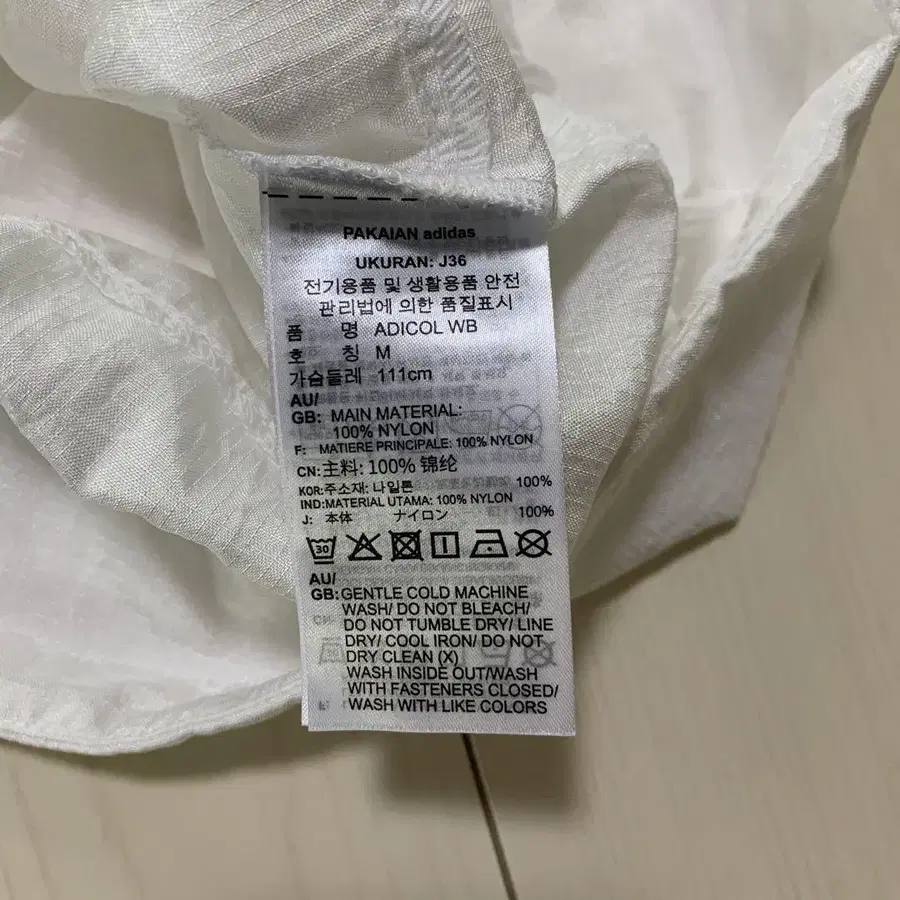 PAKAIAN adidas
UKURAN: J36
전기용품 및 생활용품 안전
관리법에 의한 품질표시
품 명 ADICOL WB
호 칭 M
가슴둘레 111cm
AU/
GB: MAIN MATERIAL:
100% NYLON
F: MATIERE PRINCIPALE: 100% NYLON
CN: 主料: 100% 锦纶
KOR: 주소재: 나일론 100%
IND: MATERIAL UTAMA: 100% NYLON
J: 本体 ナイロン 100%
30
AU/
GB: GENTLE COLD MACHINE
WASH/ DO NOT BLEACH/
DO NOT TUMBLE DRY/ LINE
DRY/ COOL IRON/ DO NOT
DRY CLEAN (X)
WASH INSIDE OUT/WASH
WITH FASTENERS CLOSED/
WASH WITH LIKE COLORS